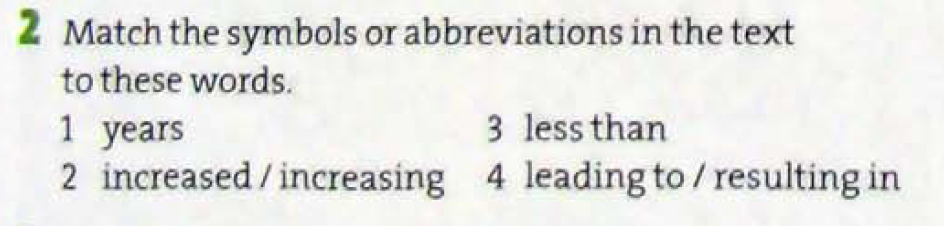 2 Match the symbols or abbreviations in the text
to these words.
1 years 3 less than
2 increased / increasing 4 leading to / resulting in